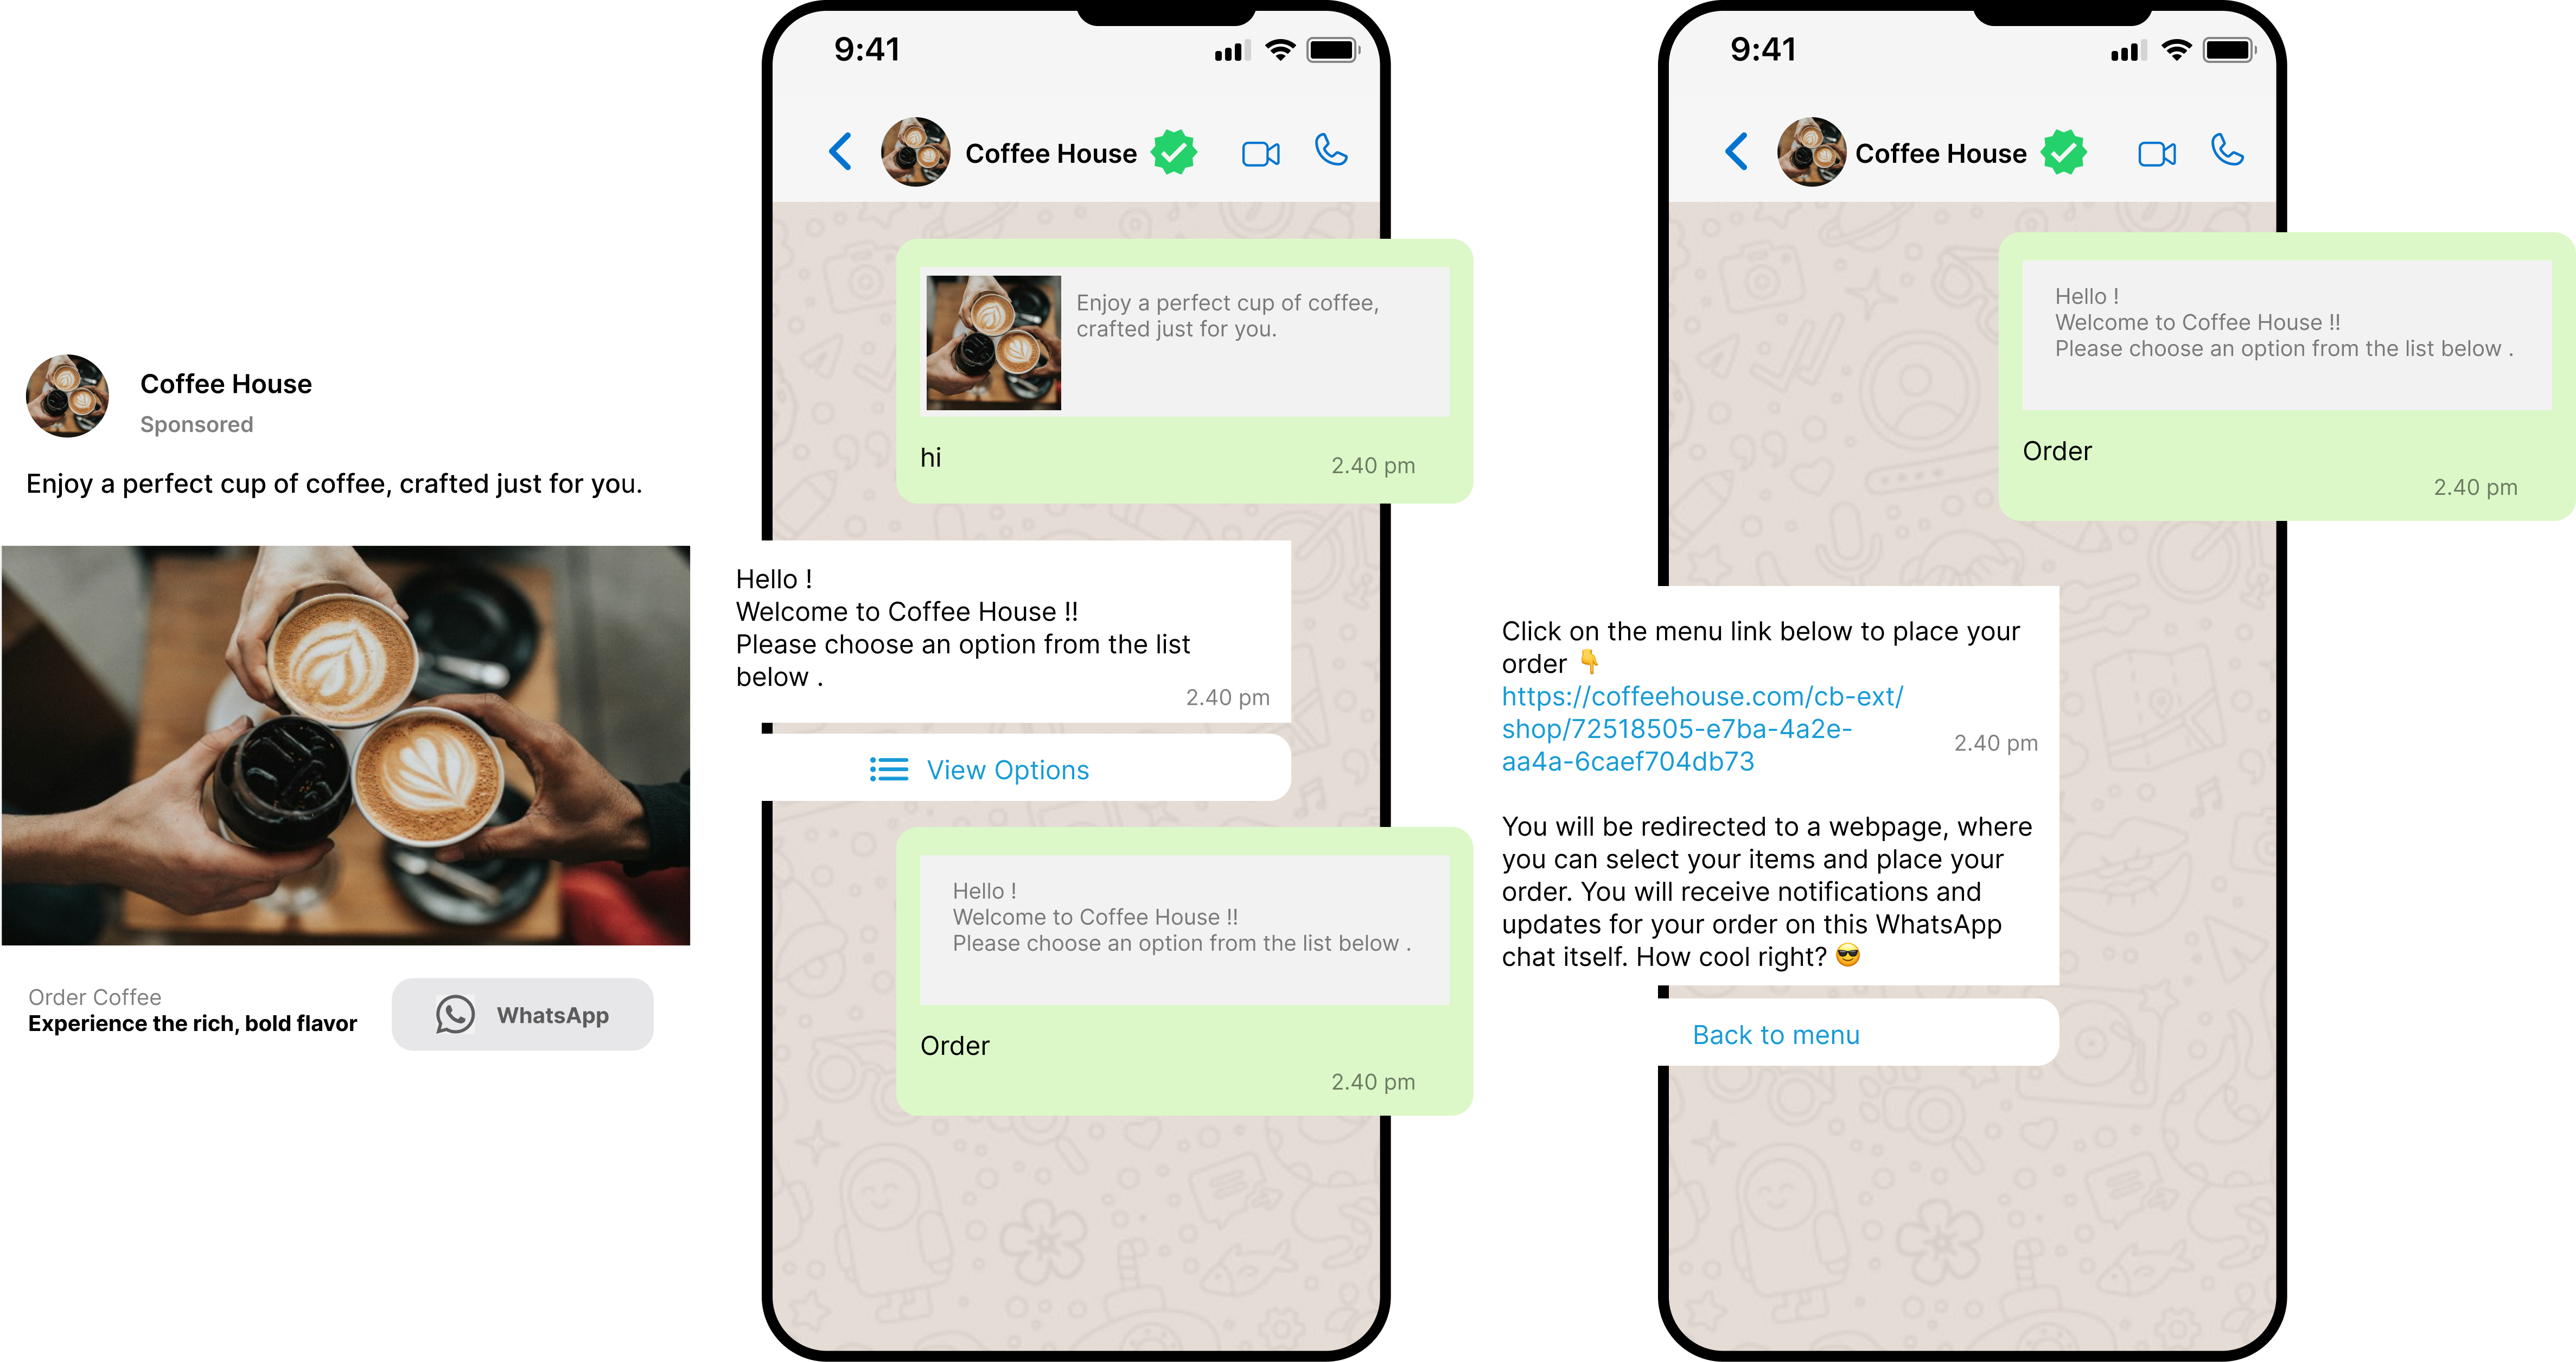 Coffee House
Sponsored
Enjoy a perfect cup of coffee, crafted just for you.
Order Coffee
Experience the rich, bold flavor
WhatsApp
9:41
Coffee House
Enjoy a perfect cup of coffee,
crafted just for you.
hi
2.40 pm
Hello !
Welcome to Coffee House !!
Please choose an option from the list
below .
2.40 pm
View Options
Hello !
Welcome to Coffee House !!
Please choose an option from the list below .
Order
2.40 pm
9:41
Coffee House
Hello !
Welcome to Coffee House !!
Please choose an option from the list below .
Order
2.40 pm
Click on the menu link below to place your
order 👇
https://coffeehouse.com/cb-ext/
shop/72518505-e7ba-4a2e-
aa4a-6caef704db73
2.40 pm
You will be redirected to a webpage, where
you can select your items and place your
order. You will receive notifications and
updates for your order on this WhatsApp
chat itself. How cool right? 😎
Back to menu